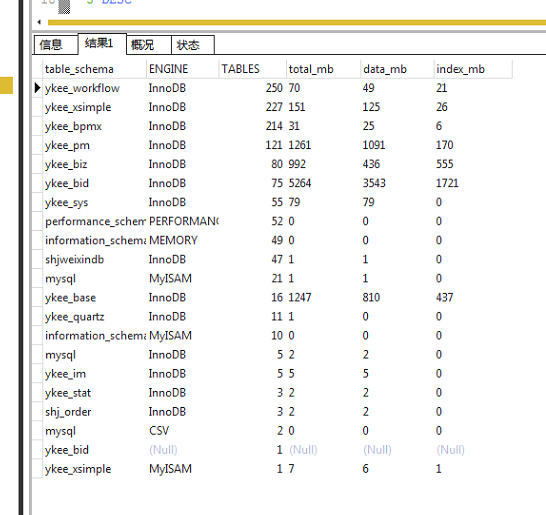 DESC
信息 结果1 概况 状态
table_schema ENGINE TABLES total_mb data_mb index_mb
ykee_workflow InnoDB 250 70 49 21
ykee_xsimple InnoDB 227 151 125 26
ykee_bpmx InnoDB 214 31 25 6
ykee_pm InnoDB 121 1261 1091 170
ykee_biz InnoDB 80 992 436 555
ykee_bid InnoDB 75 5264 3543 1721
ykee_sys InnoDB 55 79 79 0
performance_schem PERFORMANC 52 0 0 0
information_schema MEMORY 49 0 0 0
shjweixindb InnoDB 47 1 1 0
mysql MyISAM 21 1 1 0
ykee_base InnoDB 16 1247 810 437
ykee_quartz InnoDB 11 1 0 0
information_schema MyISAM 10 0 0 0
mysql InnoDB 5 2 2 0
ykee_im InnoDB 5 5 5 0
ykee_stat InnoDB 3 2 2 0
shj_order InnoDB 3 2 2 0
mysql CSV 2 0 0 0
ykee_bid (Null) 1 (Null) (Null) (Null)
ykee_xsimple MyISAM 1 7 6 1